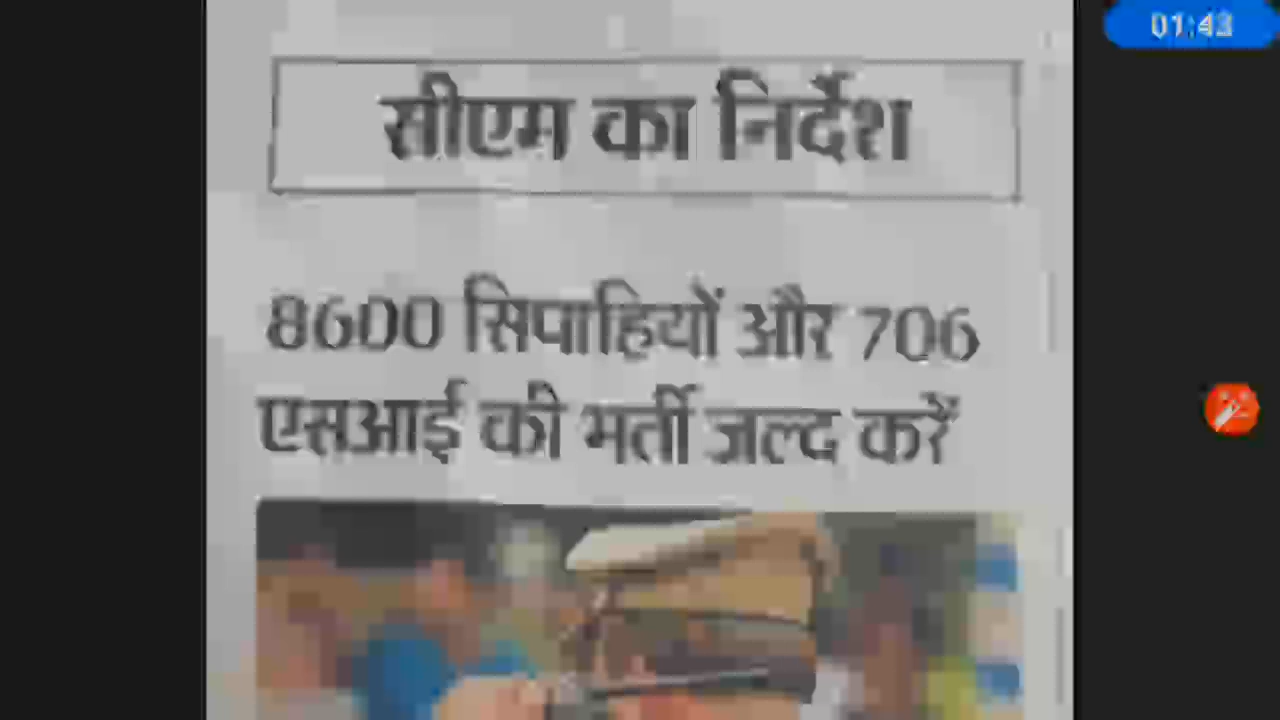 01:43
सीएम का निर्देश
8600 सिपाहियों और 706
एसआई की भर्ती जल्द करें